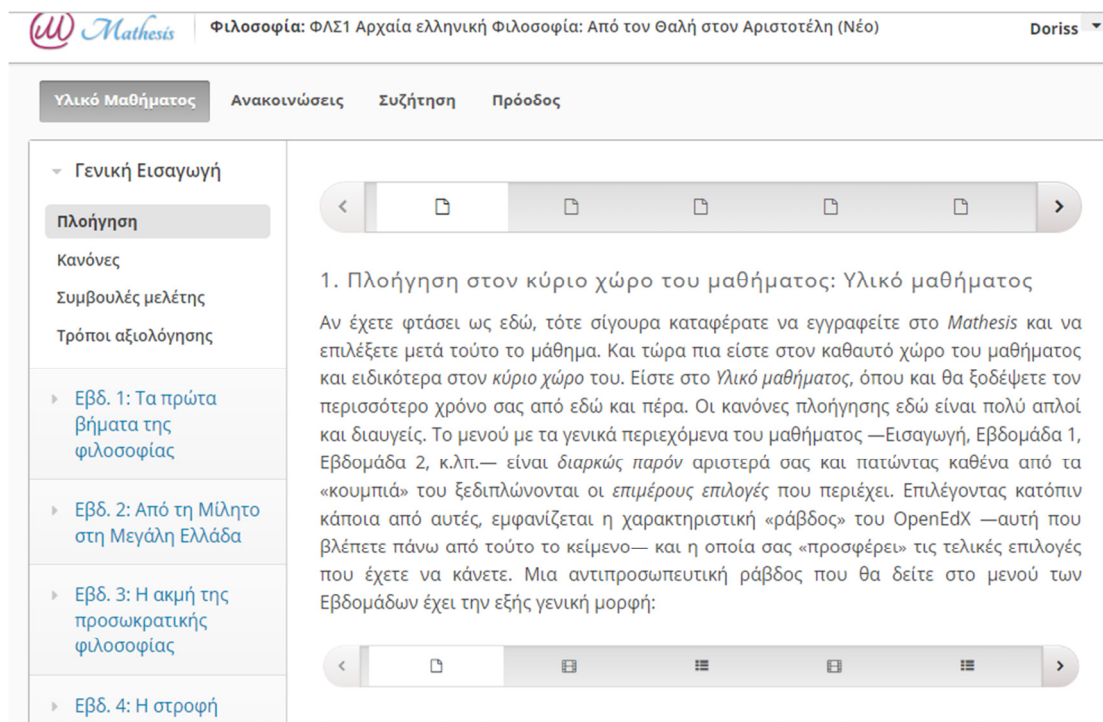 Mathesis
Φιλοσοφία: ΦΛΣ1 Αρχαία ελληνική Φιλοσοφία: Από τον Θαλή στον Αριστοτέλη (Νέο)
Doriss
Υλικό Μαθήματος
Ανακοινώσεις
Συζήτηση
Πρόοδος
Γενική Εισαγωγή
Πλοήγηση
Κανόνες
Συμβουλές μελέτης
Τρόποι αξιολόγησης
Εβδ. 1: Τα πρώτα
βήματα της
φιλοσοφίας
Εβδ. 2: Από τη Μίλητο
στη Μεγάλη Ελλάδα
Εβδ. 3: Η ακμή της
προσωκρατικής
φιλοσοφίας
Εβδ. 4: Η στροφή
1. Πλοήγηση στον κύριο χώρο του μαθήματος: Υλικό μαθήματος
Αν έχετε φτάσει ως εδώ, τότε σίγουρα καταφέρατε να εγγραφείτε στο Mathesis και να
επιλέξετε μετά τούτο το μάθημα. Και τώρα πια είστε στον καθαυτό χώρο του μαθήματος
και ειδικότερα στον κύριο χώρο του. Είστε στο Υλικό μαθήματος, όπου και θα ξοδέψετε τον
περισσότερο χρόνο σας από εδώ και πέρα. Οι κανόνες πλοήγησης εδώ είναι πολύ απλοί
και διαυγείς. Το μενού με τα γενικά περιεχόμενα του μαθήματος —Εισαγωγή, Εβδομάδα 1,
Εβδομάδα 2, κ.λπ.— είναι διαρκώς παρόν αριστερά σας και πατώντας καθένα από τα
«κουμπιά» του ξεδιπλώνονται οι επιμέρους επιλογές που περιέχει. Επιλέγοντας κατόπιν
κάποια από αυτές, εμφανίζεται η χαρακτηριστική «ράβδος» του OpenEdX —αυτή που
βλέπετε πάνω από τούτο το κείμενο— και η οποία σας «προσφέρει» τις τελικές επιλογές
που έχετε να κάνετε. Μια αντιπροσωπευτική ράβδος που θα δείτε στο μενού των
Εβδομάδων έχει την εξής γενική μορφή: